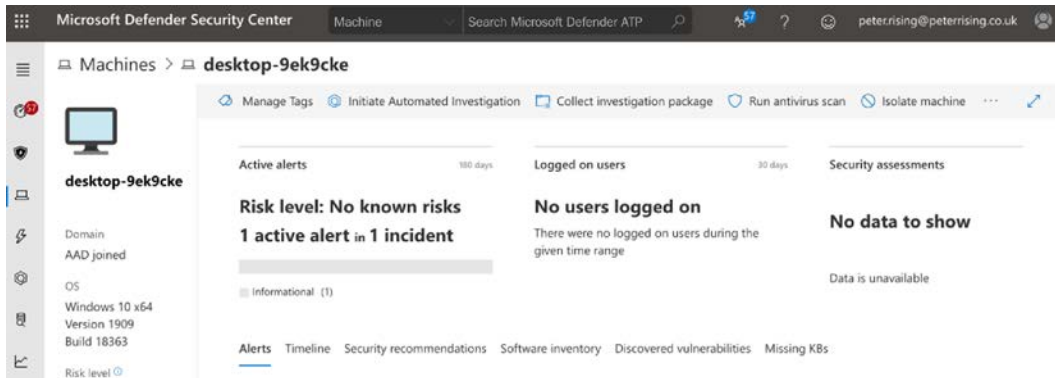 Microsoft Defender Security Center Machine Search Microsoft Defender ATP 57 ? peter.rising@peterrising.co.uk
Machines > desktop-9ek9cke
57
Manage Tags Initiate Automated Investigation Collect investigation package Run antivirus scan Isolate machine ...
desktop-9ek9cke
Domain
AAD joined
OS
Windows 10 x64
Version 1909
Build 18363
Risk level
Active alerts 180 days
Risk level: No known risks
1 active alert in 1 incident
Informational (1)
Logged on users 30 days
No users logged on
There were no logged on users during the
given time range
Security assessments
No data to show
Data is unavailable
Alerts Timeline Security recommendations Software inventory Discovered vulnerabilities Missing KBs